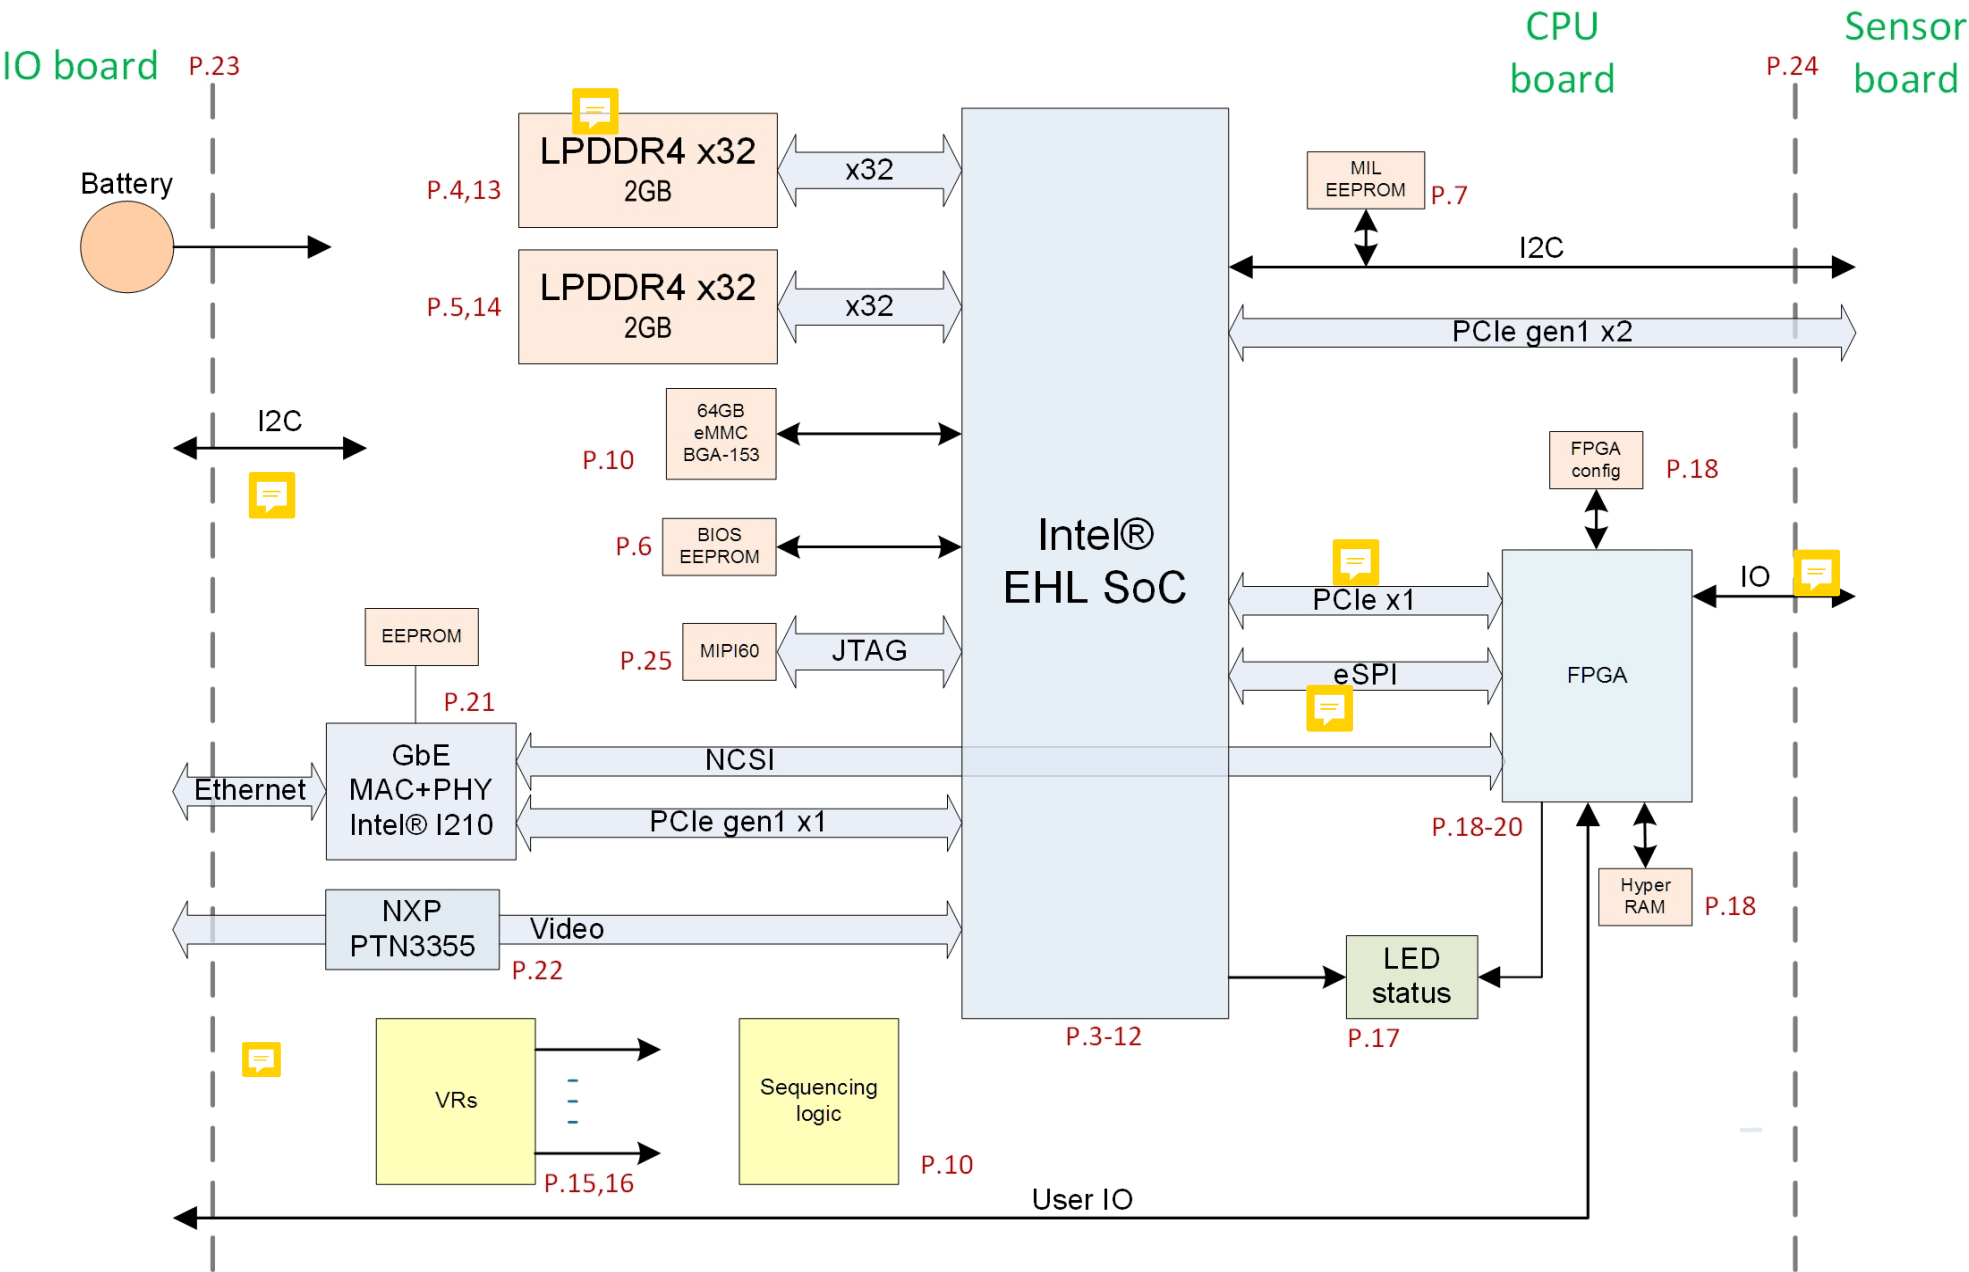 IO board
P.23
CPU
board
P.24
Sensor
board
Battery
LPDDR4 x32
2GB
P.4,13
x32
LPDDR4 x32
2GB
P.5,14
x32
MIL
EEPROM
P.7
I2C
PCIe gen1 x2
I2C
64GB
eMMC
BGA-153
P.10
BIOS
EEPROM
P.6
MIPI60
P.25
JTAG
Intel®
EHL SoC
P.3-12
FPGA
config
P.18
PCIe x1
eSPI
FPGA
IO
EEPROM
P.21
GbE
MAC+PHY
Intel® I210
Ethernet
NCSI
PCIe gen1 x1
P.18-20
Hyper
RAM
P.18
NXP
PTN3355
Video
P.22
LED
status
P.17
VRs
P.15,16
Sequencing
logic
P.10
User IO